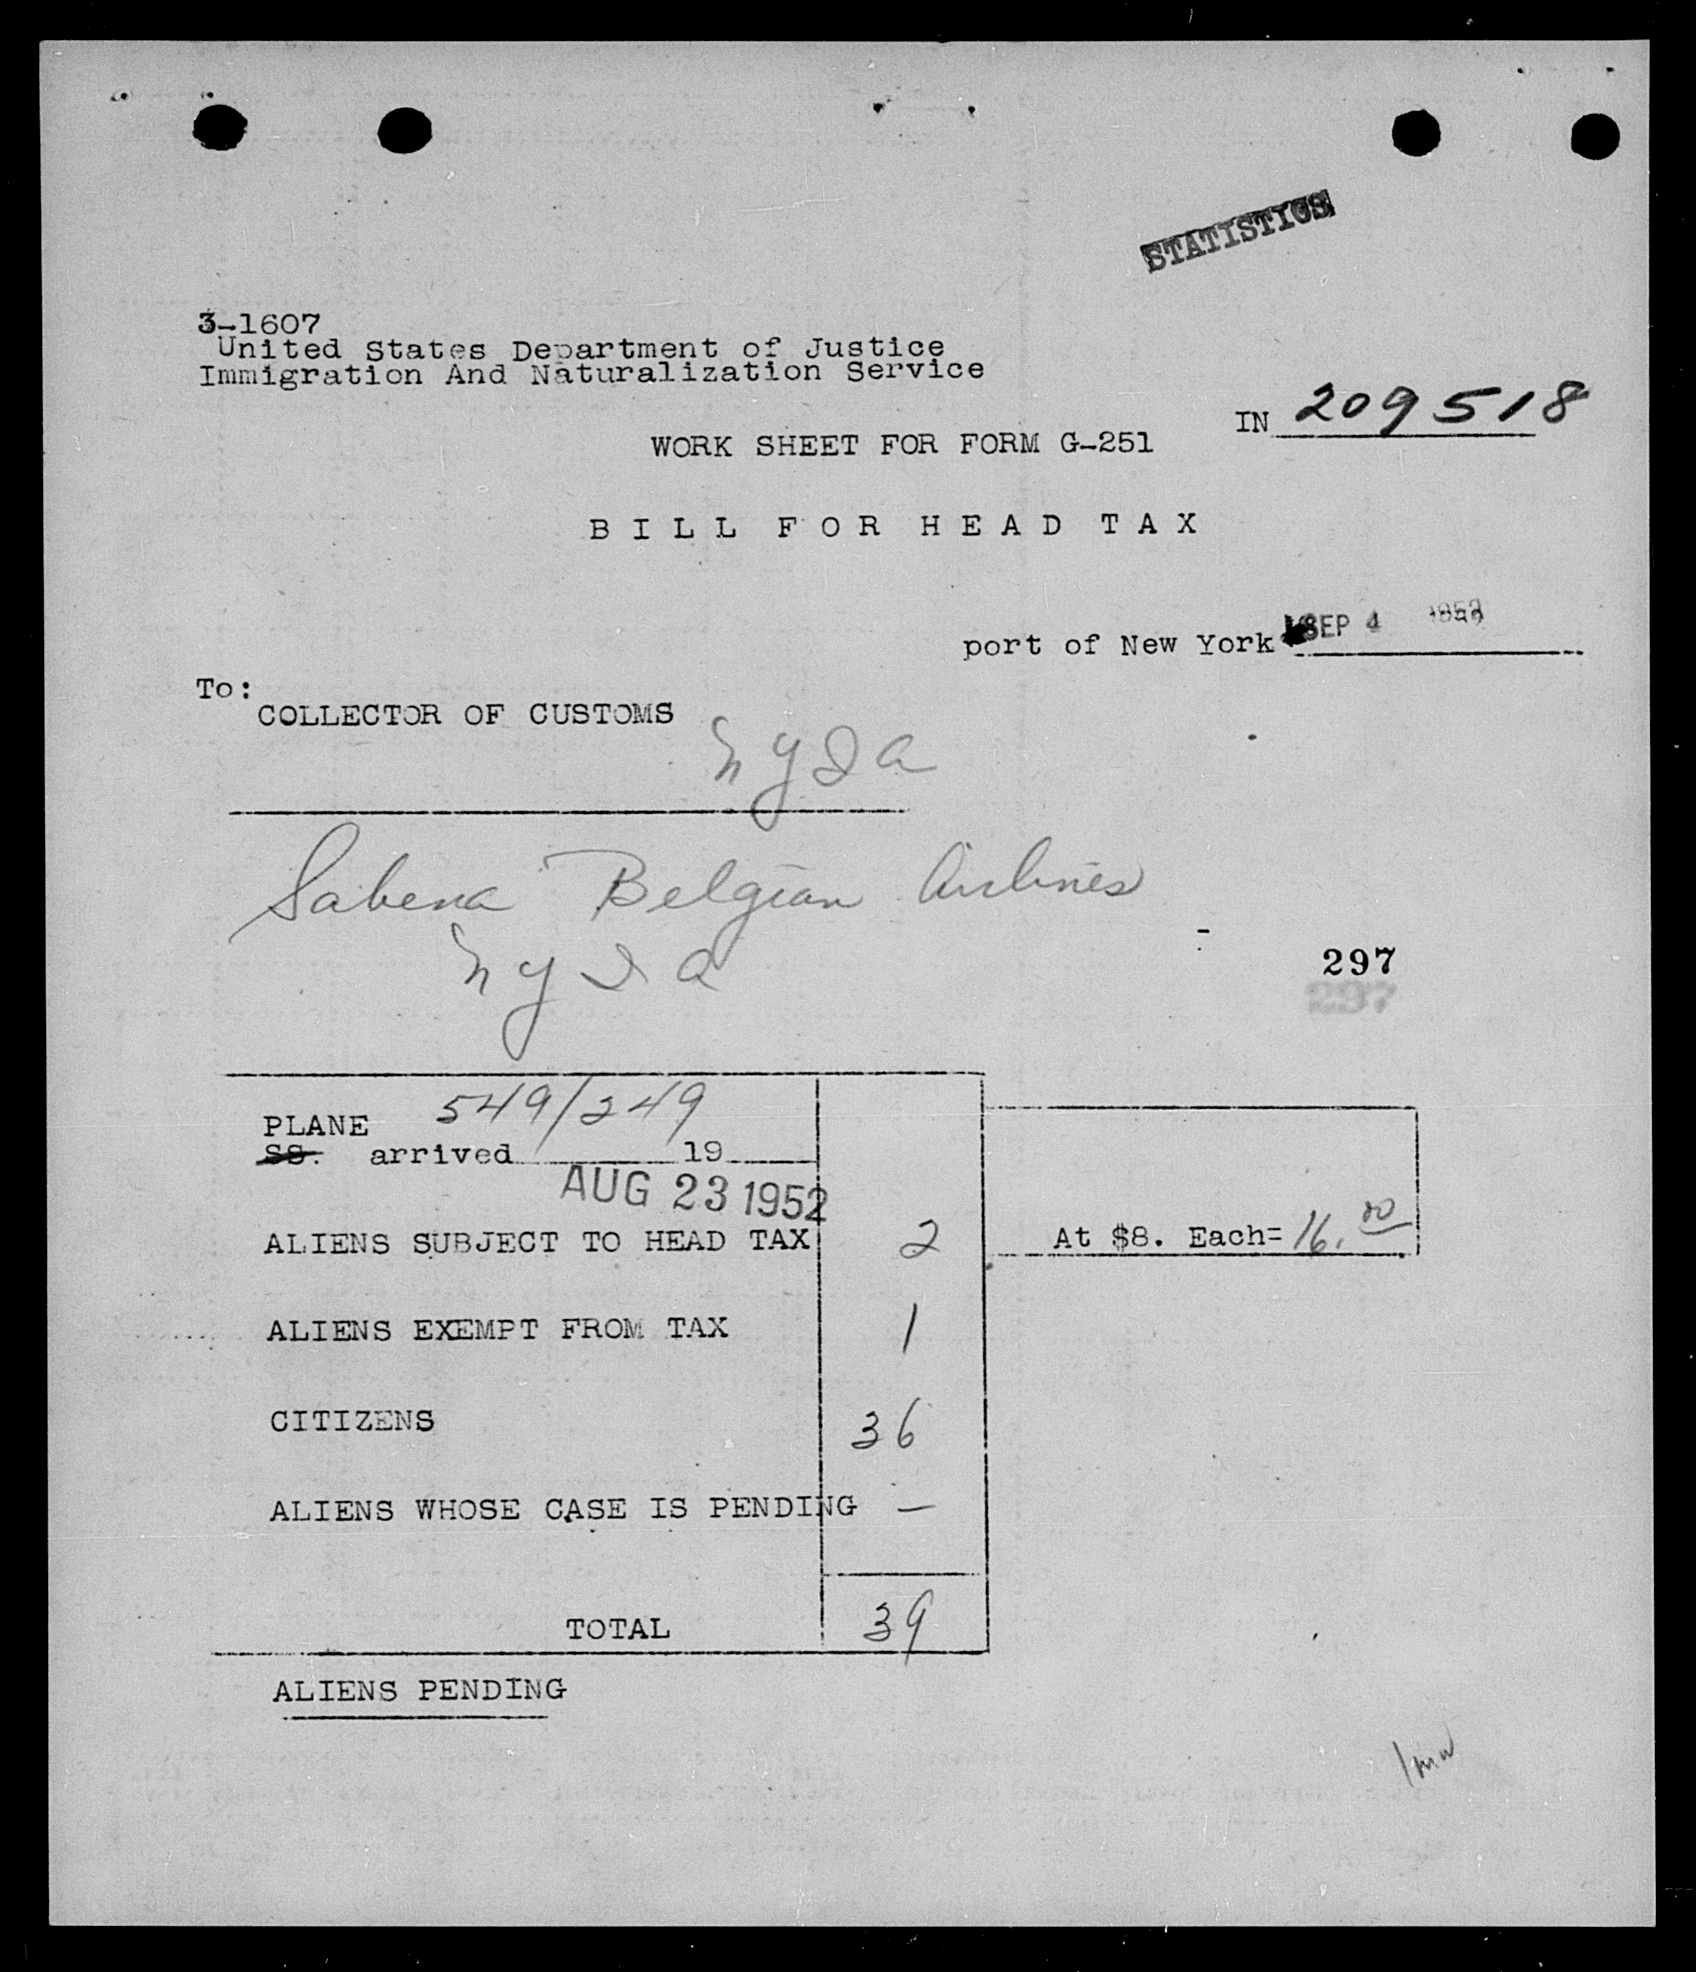 STATISTICS
3-1607
United States Department of Justice
Immigration And Naturalization Service
IN 209518
WORK SHEET FOR FORM G-251
BILL FOR HEAD TAX
port of New York SEP 4 1952
To:
COLLECTOR OF CUSTOMS
NYIA
Sabena Belgian Airlines
NYIA
297
297
PLANE 549/249
SS. arrived 19
AUG 23 1952
ALIENS SUBJECT TO HEAD TAX 2 At $8. Each= 16.00
ALIENS EXEMPT FROM TAX 1
CITIZENS 36
ALIENS WHOSE CASE IS PENDING —
TOTAL 39
ALIENS PENDING